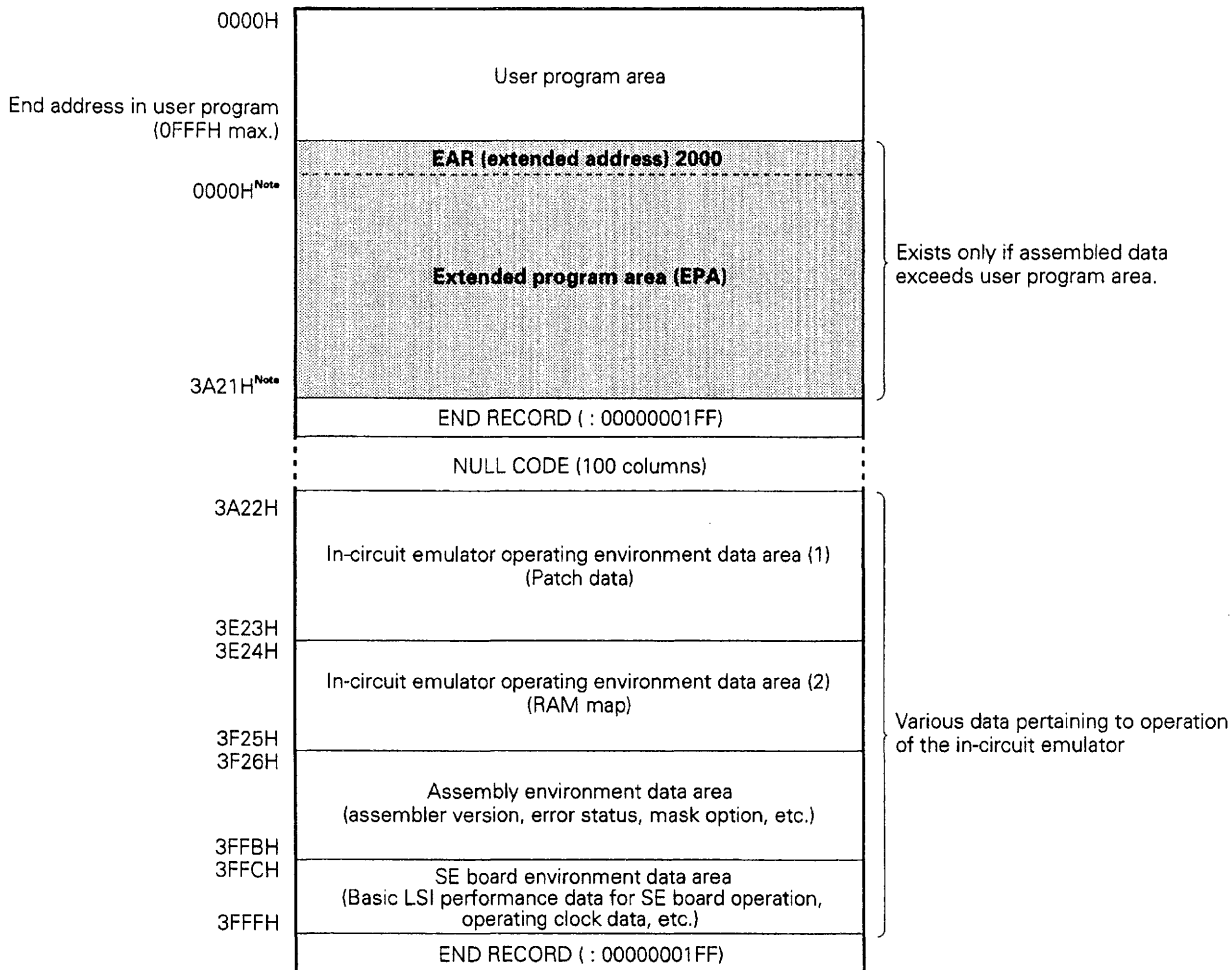 0000H
User program area
End address in user program
(0FFFH max.)
EAR (extended address) 2000
0000H Note
Extended program area (EPA)
Exists only if assembled data
exceeds user program area.
3A21H Note
END RECORD ( : 00000001FF)
NULL CODE (100 columns)
3A22H
In-circuit emulator operating environment data area (1)
(Patch data)
3E23H
3E24H
In-circuit emulator operating environment data area (2)
(RAM map)
3F25H
3F26H
Various data pertaining to operation
of the in-circuit emulator
Assembly environment data area
(assembler version, error status, mask option, etc.)
3FFBH
3FFCH
SE board environment data area
(Basic LSI performance data for SE board operation,
operating clock data, etc.)
3FFFH
END RECORD ( : 00000001FF)